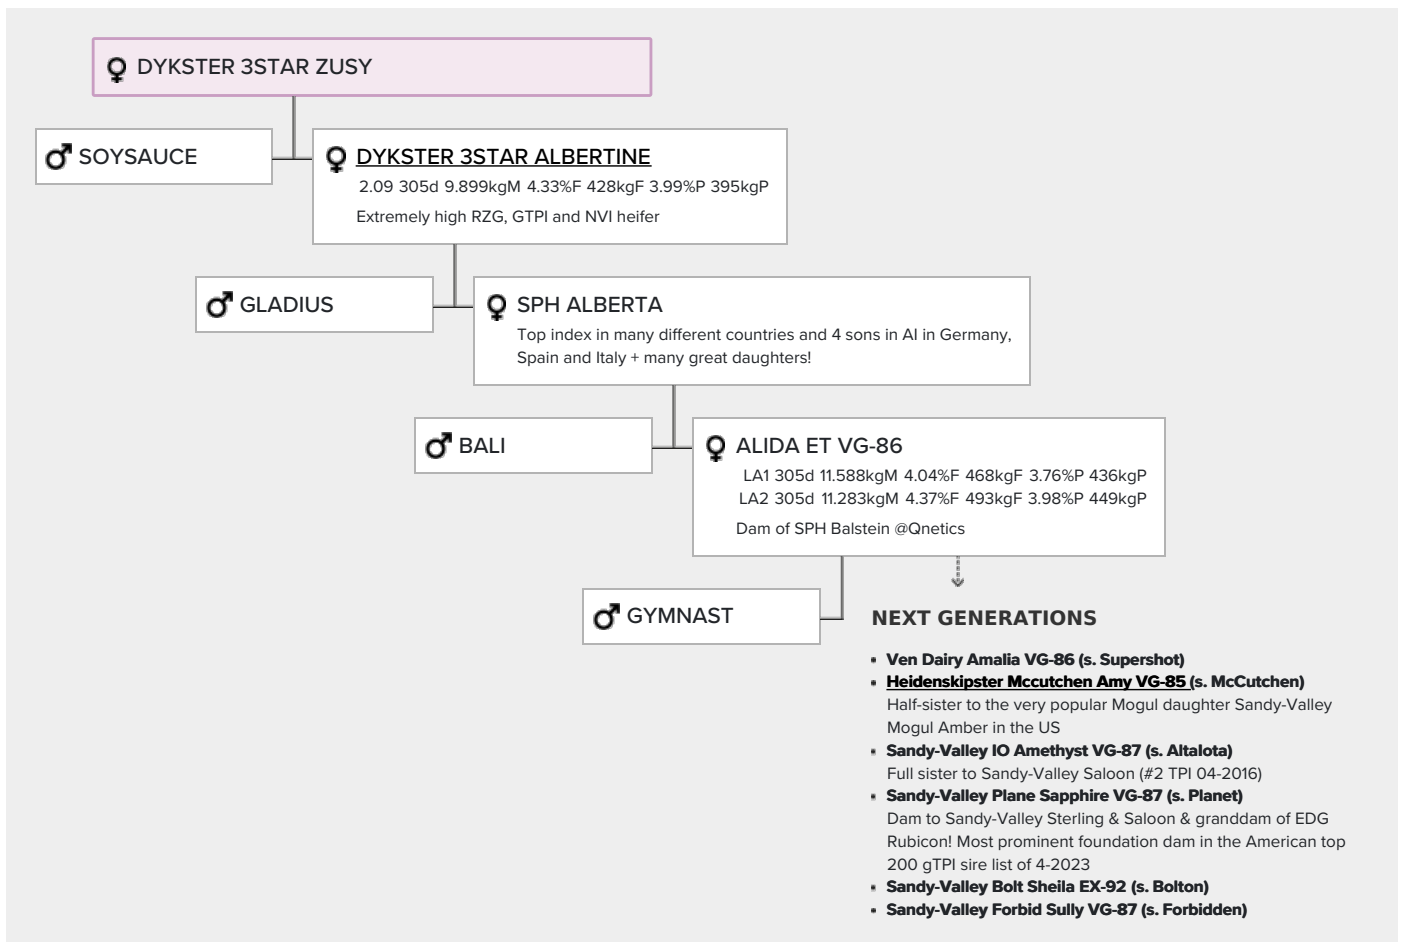 DYKSTER 3STAR ZUSY
SOYSAUCE
DYKSTER 3STAR ALBERTINE
2.09 305d 9.899kgM 4.33%F 428kgF 3.99%P 395kgP
Extremely high RZG, GTPI and NVI heifer
GLADIUS
SPH ALBERTA
Top index in many different countries and 4 sons in AI in Germany,
Spain and Italy + many great daughters!
BALI
ALIDA ET VG-86
LA1 305d 11.588kgM 4.04%F 468kgF 3.76%P 436kgP
LA2 305d 11.283kgM 4.37%F 493kgF 3.98%P 449kgP
Dam of SPH Balstein @Qnetics
GYMNAST
NEXT GENERATIONS
• Ven Dairy Amalia VG-86 (s. Supershot)
• Heidenskipster Mccutchen Amy VG-85 (s. McCutchen)
Half-sister to the very popular Mogul daughter Sandy-Valley
Mogul Amber in the US
• Sandy-Valley IO Amethyst VG-87 (s. AltaIota)
Full sister to Sandy-Valley Saloon (#2 TPI 04-2016)
• Sandy-Valley Plane Sapphire VG-87 (s. Planet)
Dam to Sandy-Valley Sterling & Saloon & granddam of EDG
Rubicon! Most prominent foundation dam in the American top
200 gTPI sire list of 4-2023
• Sandy-Valley Bolt Sheila EX-92 (s. Bolton)
• Sandy-Valley Forbid Sully VG-87 (s. Forbidden)